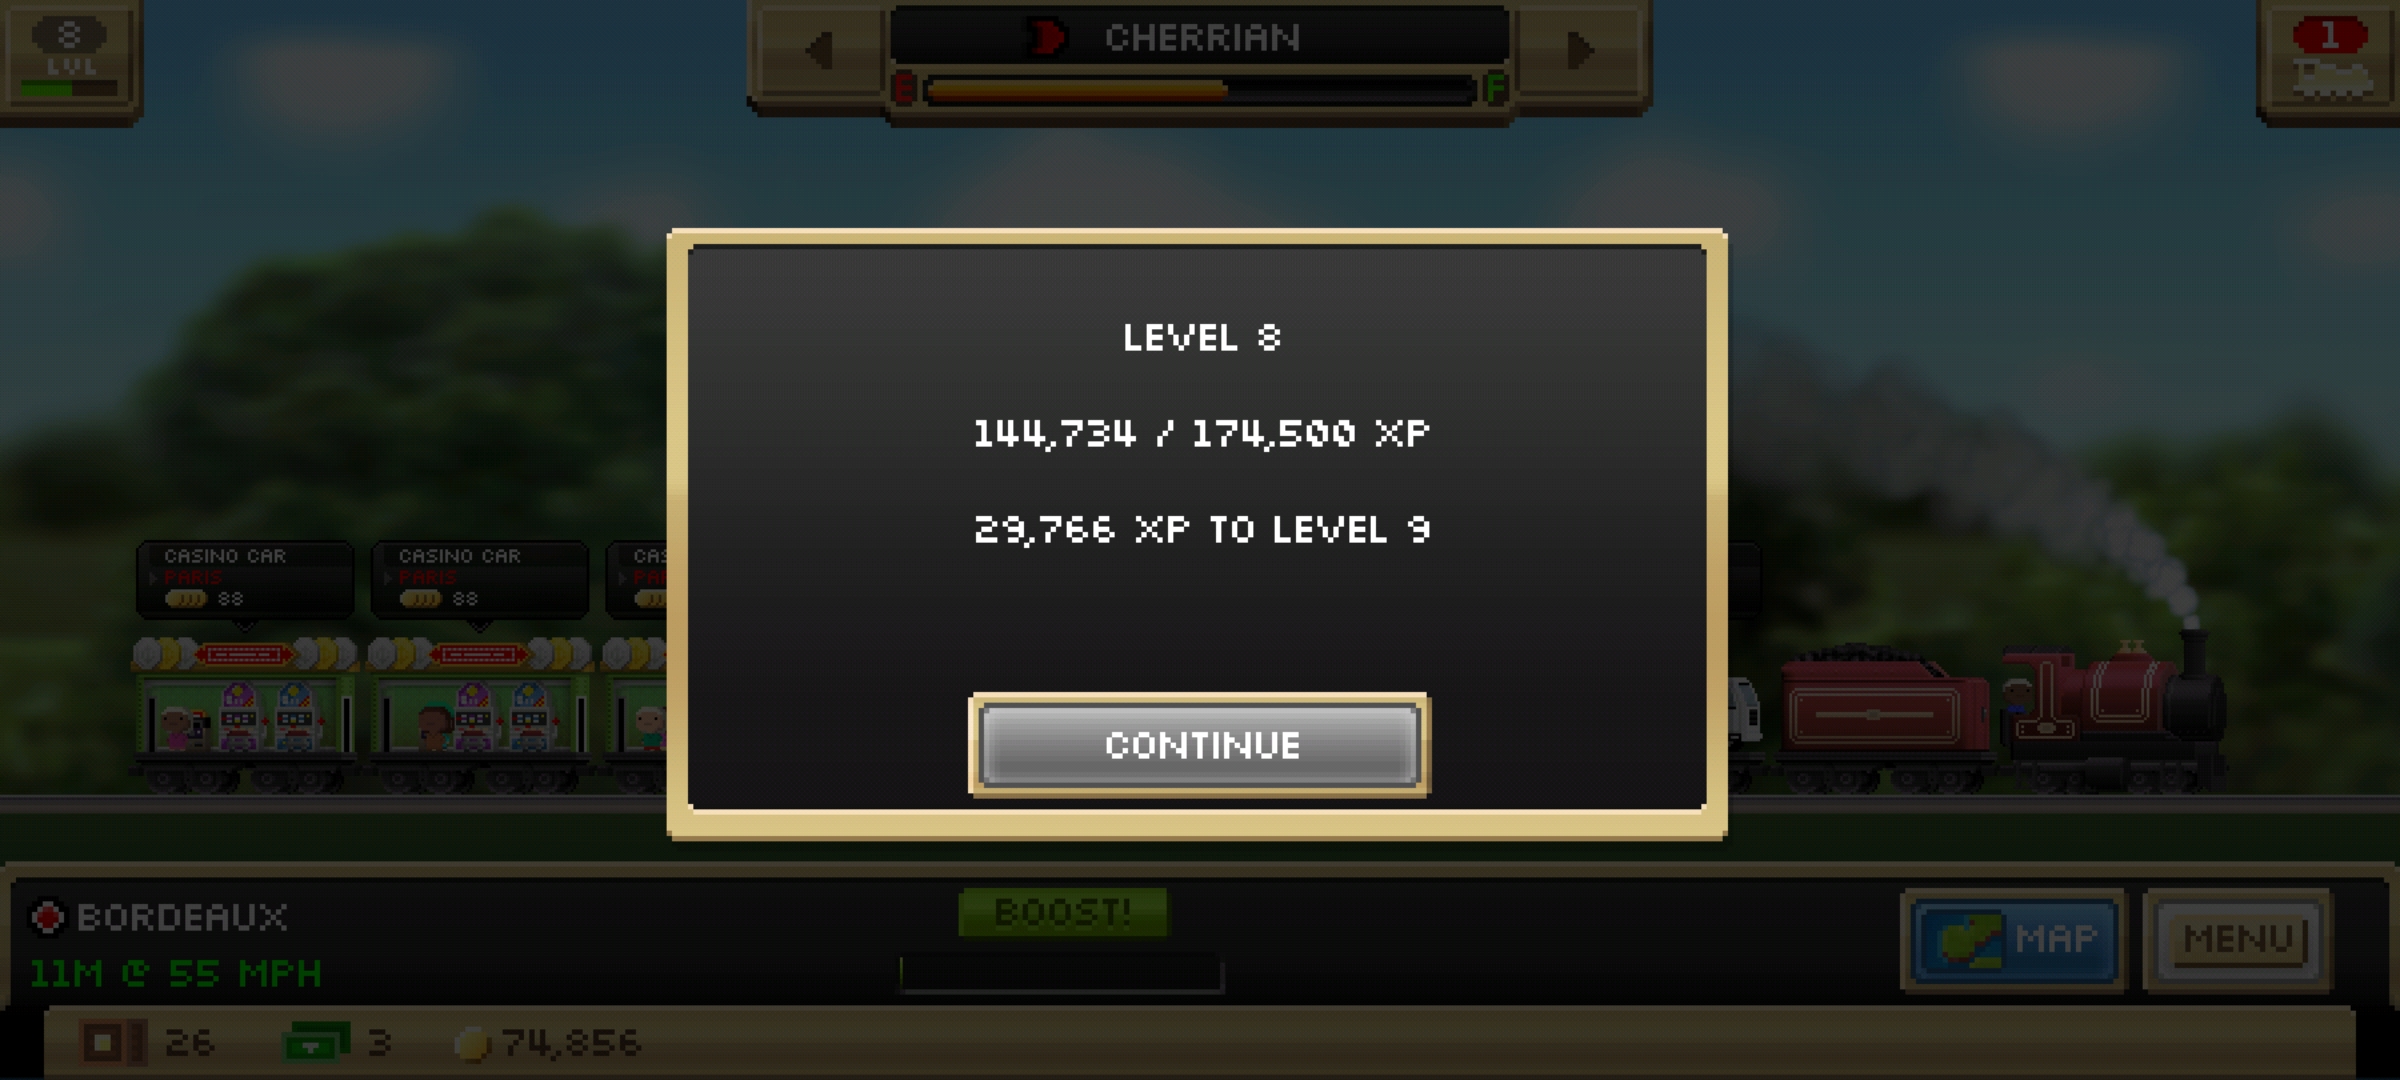 8
LVL
CHERRIAN
E F
1
LEVEL 8
144,734 / 174,500 XP
29,766 XP TO LEVEL 9
CONTINUE
CASINO CAR
PARIS
88
CASINO CAR
PARIS
88
BORDEAUX
11M @ 55 MPH
BOOST!
MAP
MENU
26
3
74,856